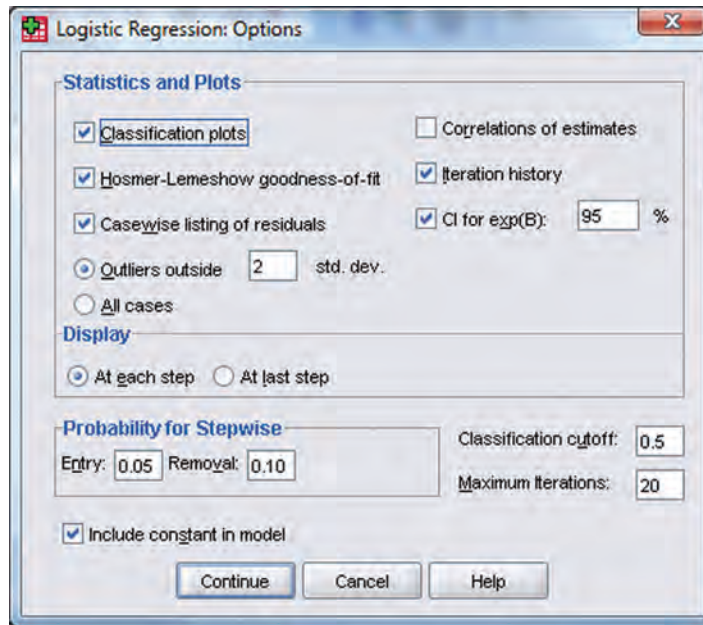 Logistic Regression: Options
Statistics and Plots
Classification plots
Correlations of estimates
Hosmer-Lemeshow goodness-of-fit
Iteration history
Casewise listing of residuals
CI for exp(B): 95 %
Outliers outside 2 std. dev.
All cases
Display
At each step At last step
Probability for Stepwise
Entry: 0.05 Removal: 0.10
Classification cutoff: 0.5
Maximum Iterations: 20
Include constant in model
Continue Cancel Help